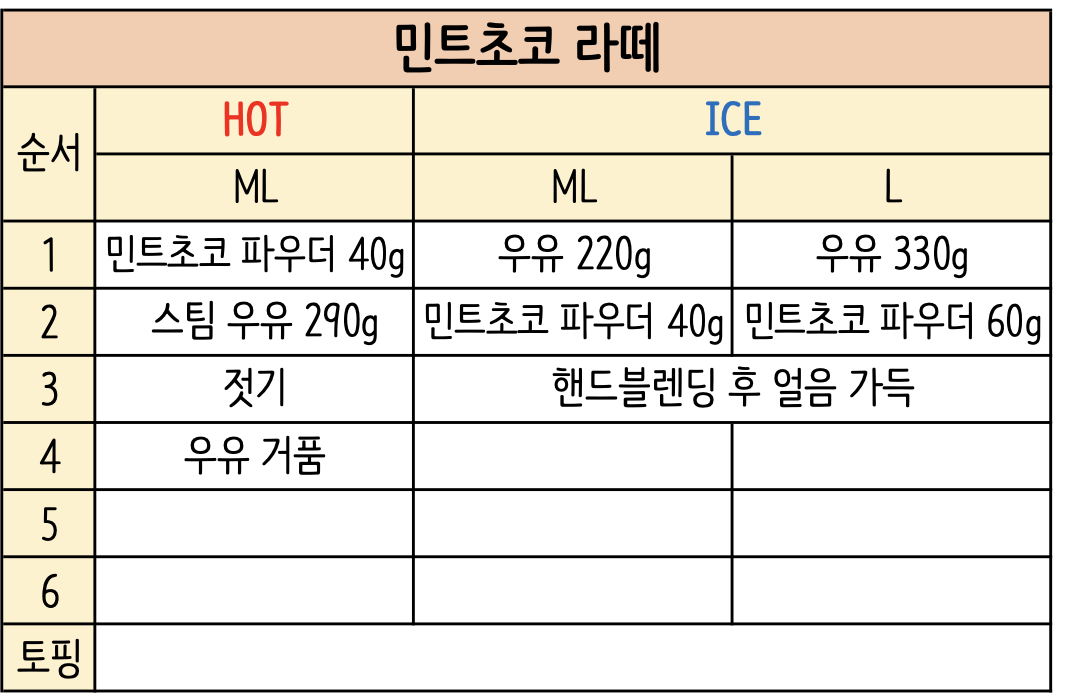 민트초코 라떼
순서 HOT ICE
ML ML L
1 민트초코 파우더 40g 우유 220g 우유 330g
2 스팀 우유 290g 민트초코 파우더 40g 민트초코 파우더 60g
3 젓기 핸드블렌딩 후 얼음 가득
4 우유 거품
5
6
토핑